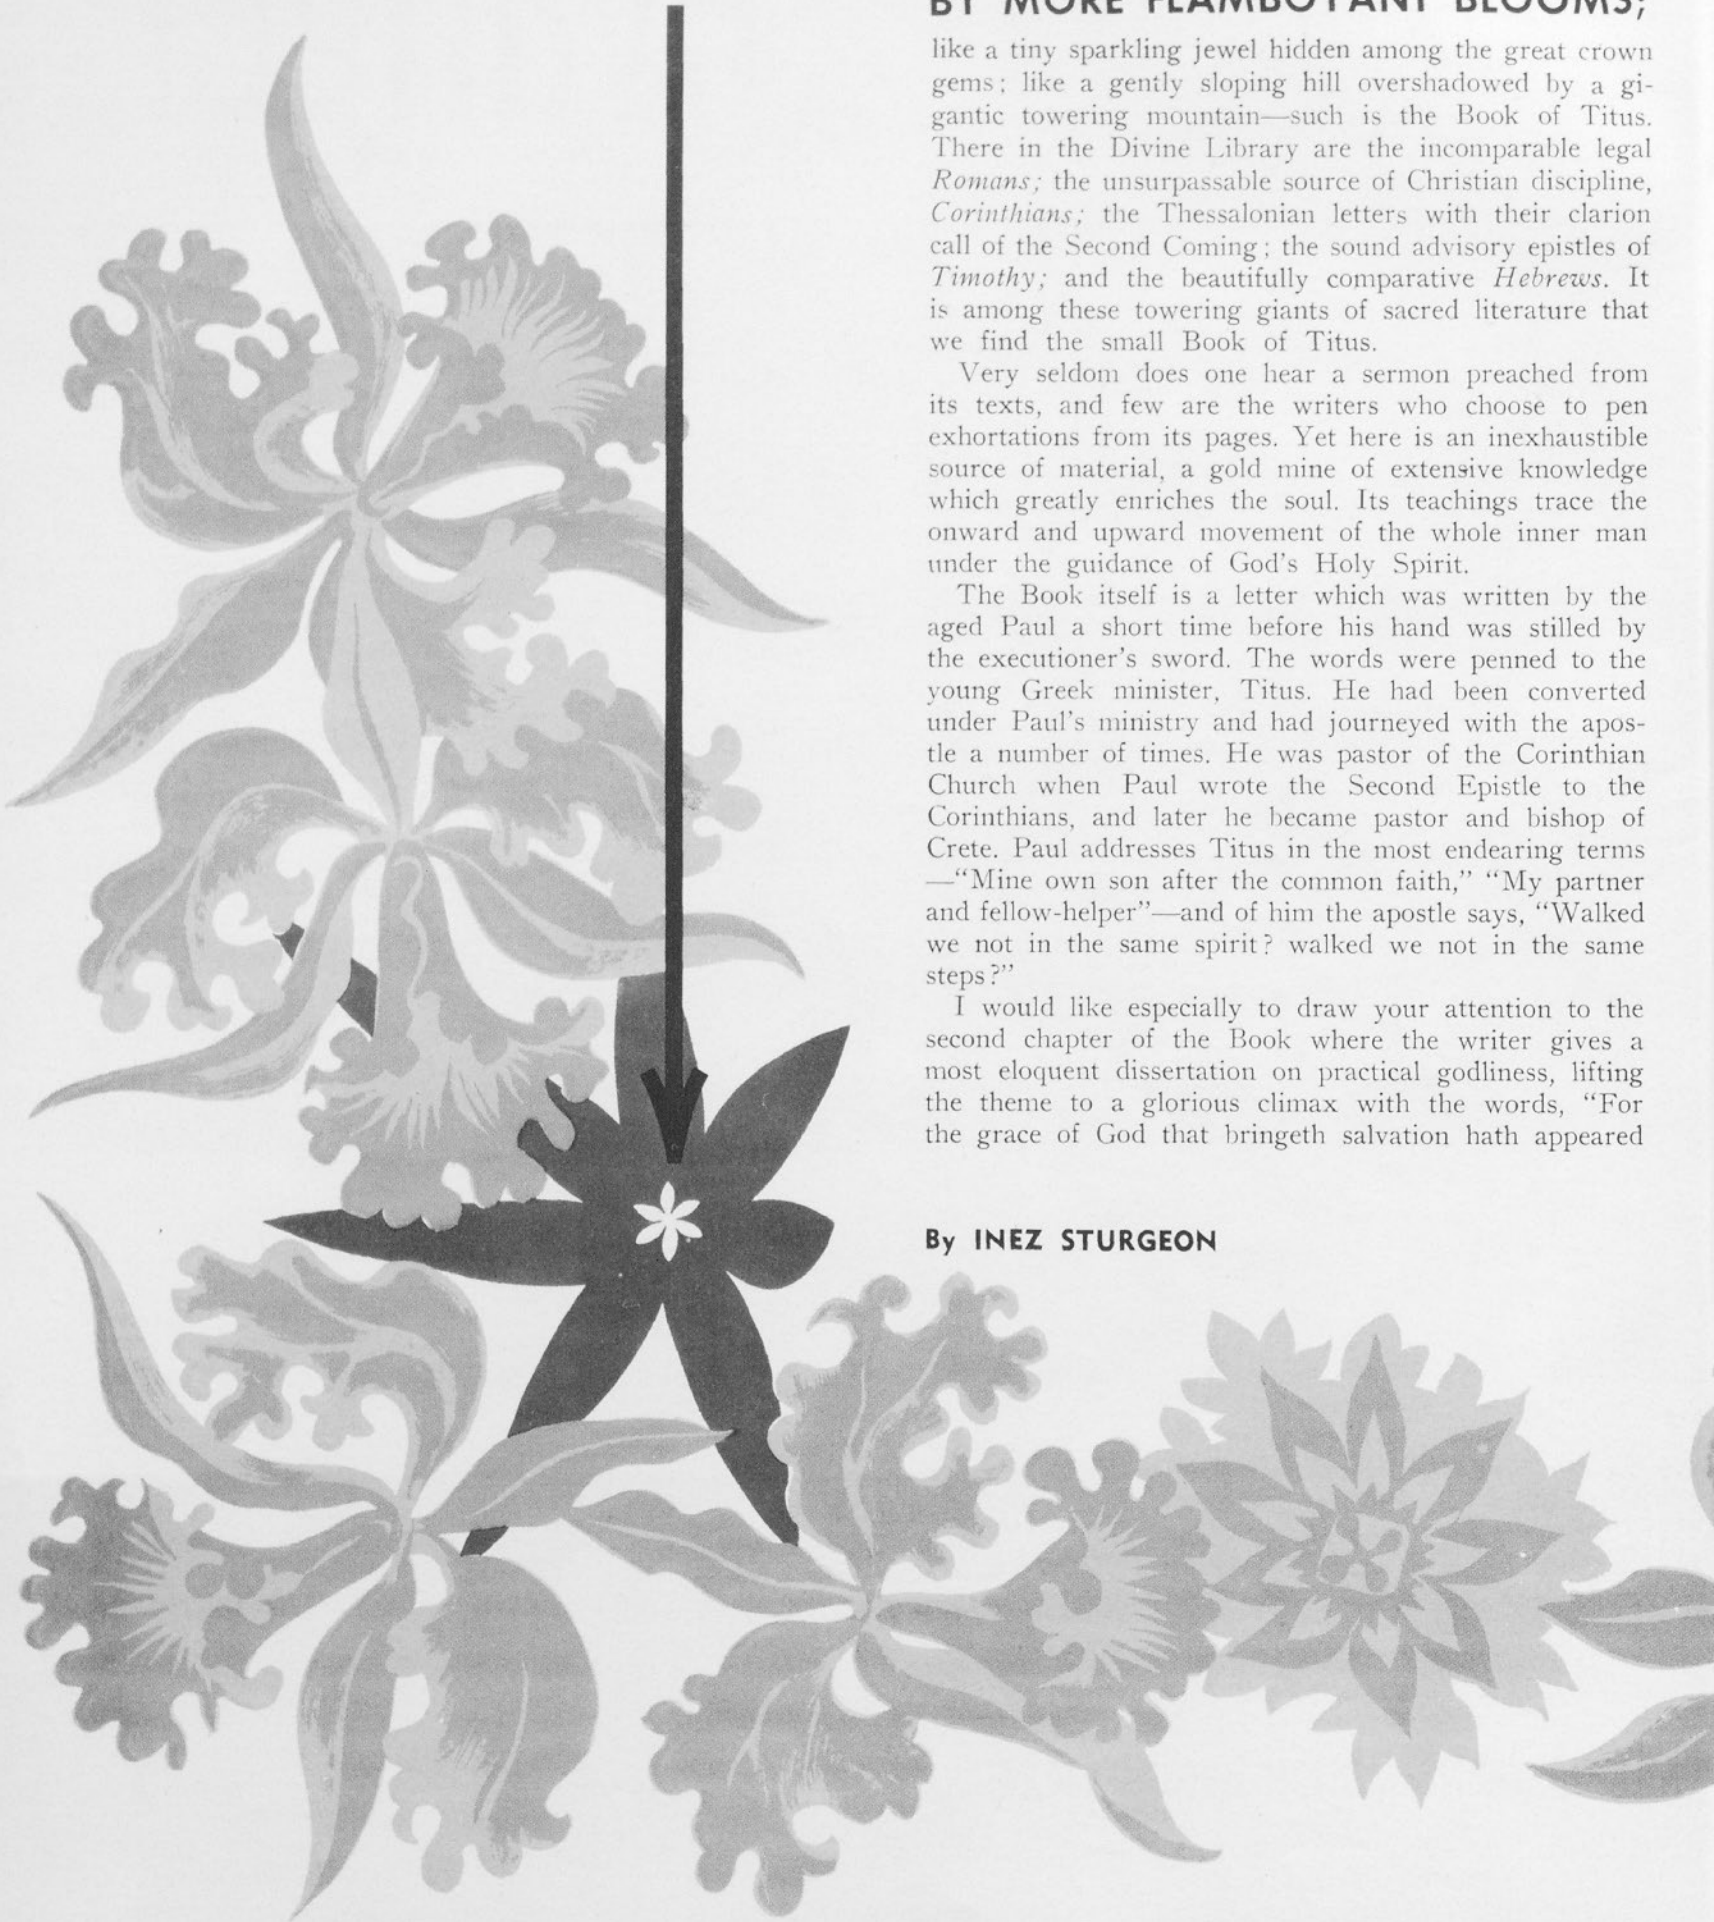 BY MORE FLAMBOYANT BLOOMS;
like a tiny sparkling jewel hidden among the great crown
gems; like a gently sloping hill overshadowed by a gi-
gantic towering mountain—such is the Book of Titus.
There in the Divine Library are the incomparable legal
Romans; the unsurpassable source of Christian discipline,
Corinthians; the Thessalonian letters with their clarion
call of the Second Coming; the sound advisory epistles of
Timothy; and the beautifully comparative Hebrews. It
is among these towering giants of sacred literature that
we find the small Book of Titus.
Very seldom does one hear a sermon preached from
its texts, and few are the writers who choose to pen
exhortations from its pages. Yet here is an inexhaustible
source of material, a gold mine of extensive knowledge
which greatly enriches the soul. Its teachings trace the
onward and upward movement of the whole inner man
under the guidance of God's Holy Spirit.
The Book itself is a letter which was written by the
aged Paul a short time before his hand was stilled by
the executioner's sword. The words were penned to the
young Greek minister, Titus. He had been converted
under Paul's ministry and had journeyed with the apos-
tle a number of times. He was pastor of the Corinthian
Church when Paul wrote the Second Epistle to the
Corinthians, and later he became pastor and bishop of
Crete. Paul addresses Titus in the most endearing terms
—“Mine own son after the common faith,” “My partner
and fellow-helper”—and of him the apostle says, “Walked
we not in the same spirit? walked we not in the same
steps?”
I would like especially to draw your attention to the
second chapter of the Book where the writer gives a
most eloquent dissertation on practical godliness, lifting
the theme to a glorious climax with the words, “For
the grace of God that bringeth salvation hath appeared
By INEZ STURGEON